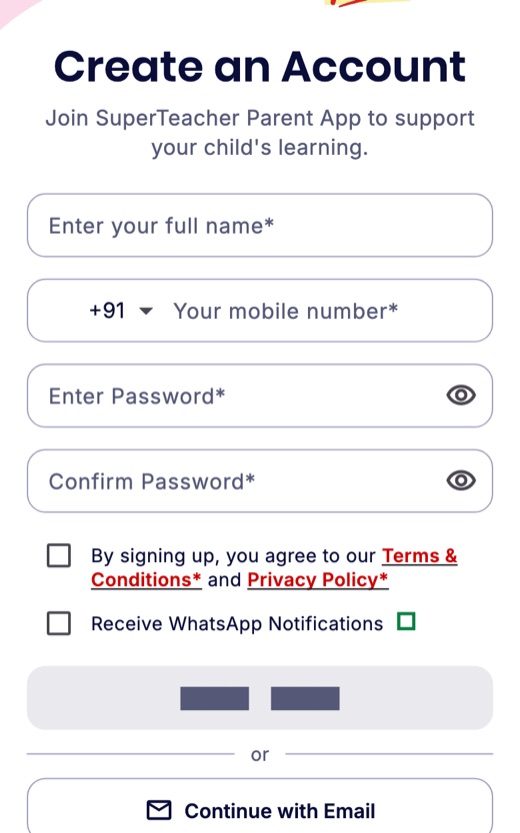 Create an Account
Join SuperTeacher Parent App to support
your child's learning.
Enter your full name*
+91 Your mobile number*
Enter Password*
Confirm Password*
By signing up, you agree to our Terms &
Conditions* and Privacy Policy*
Receive WhatsApp Notifications
or
Continue with Email